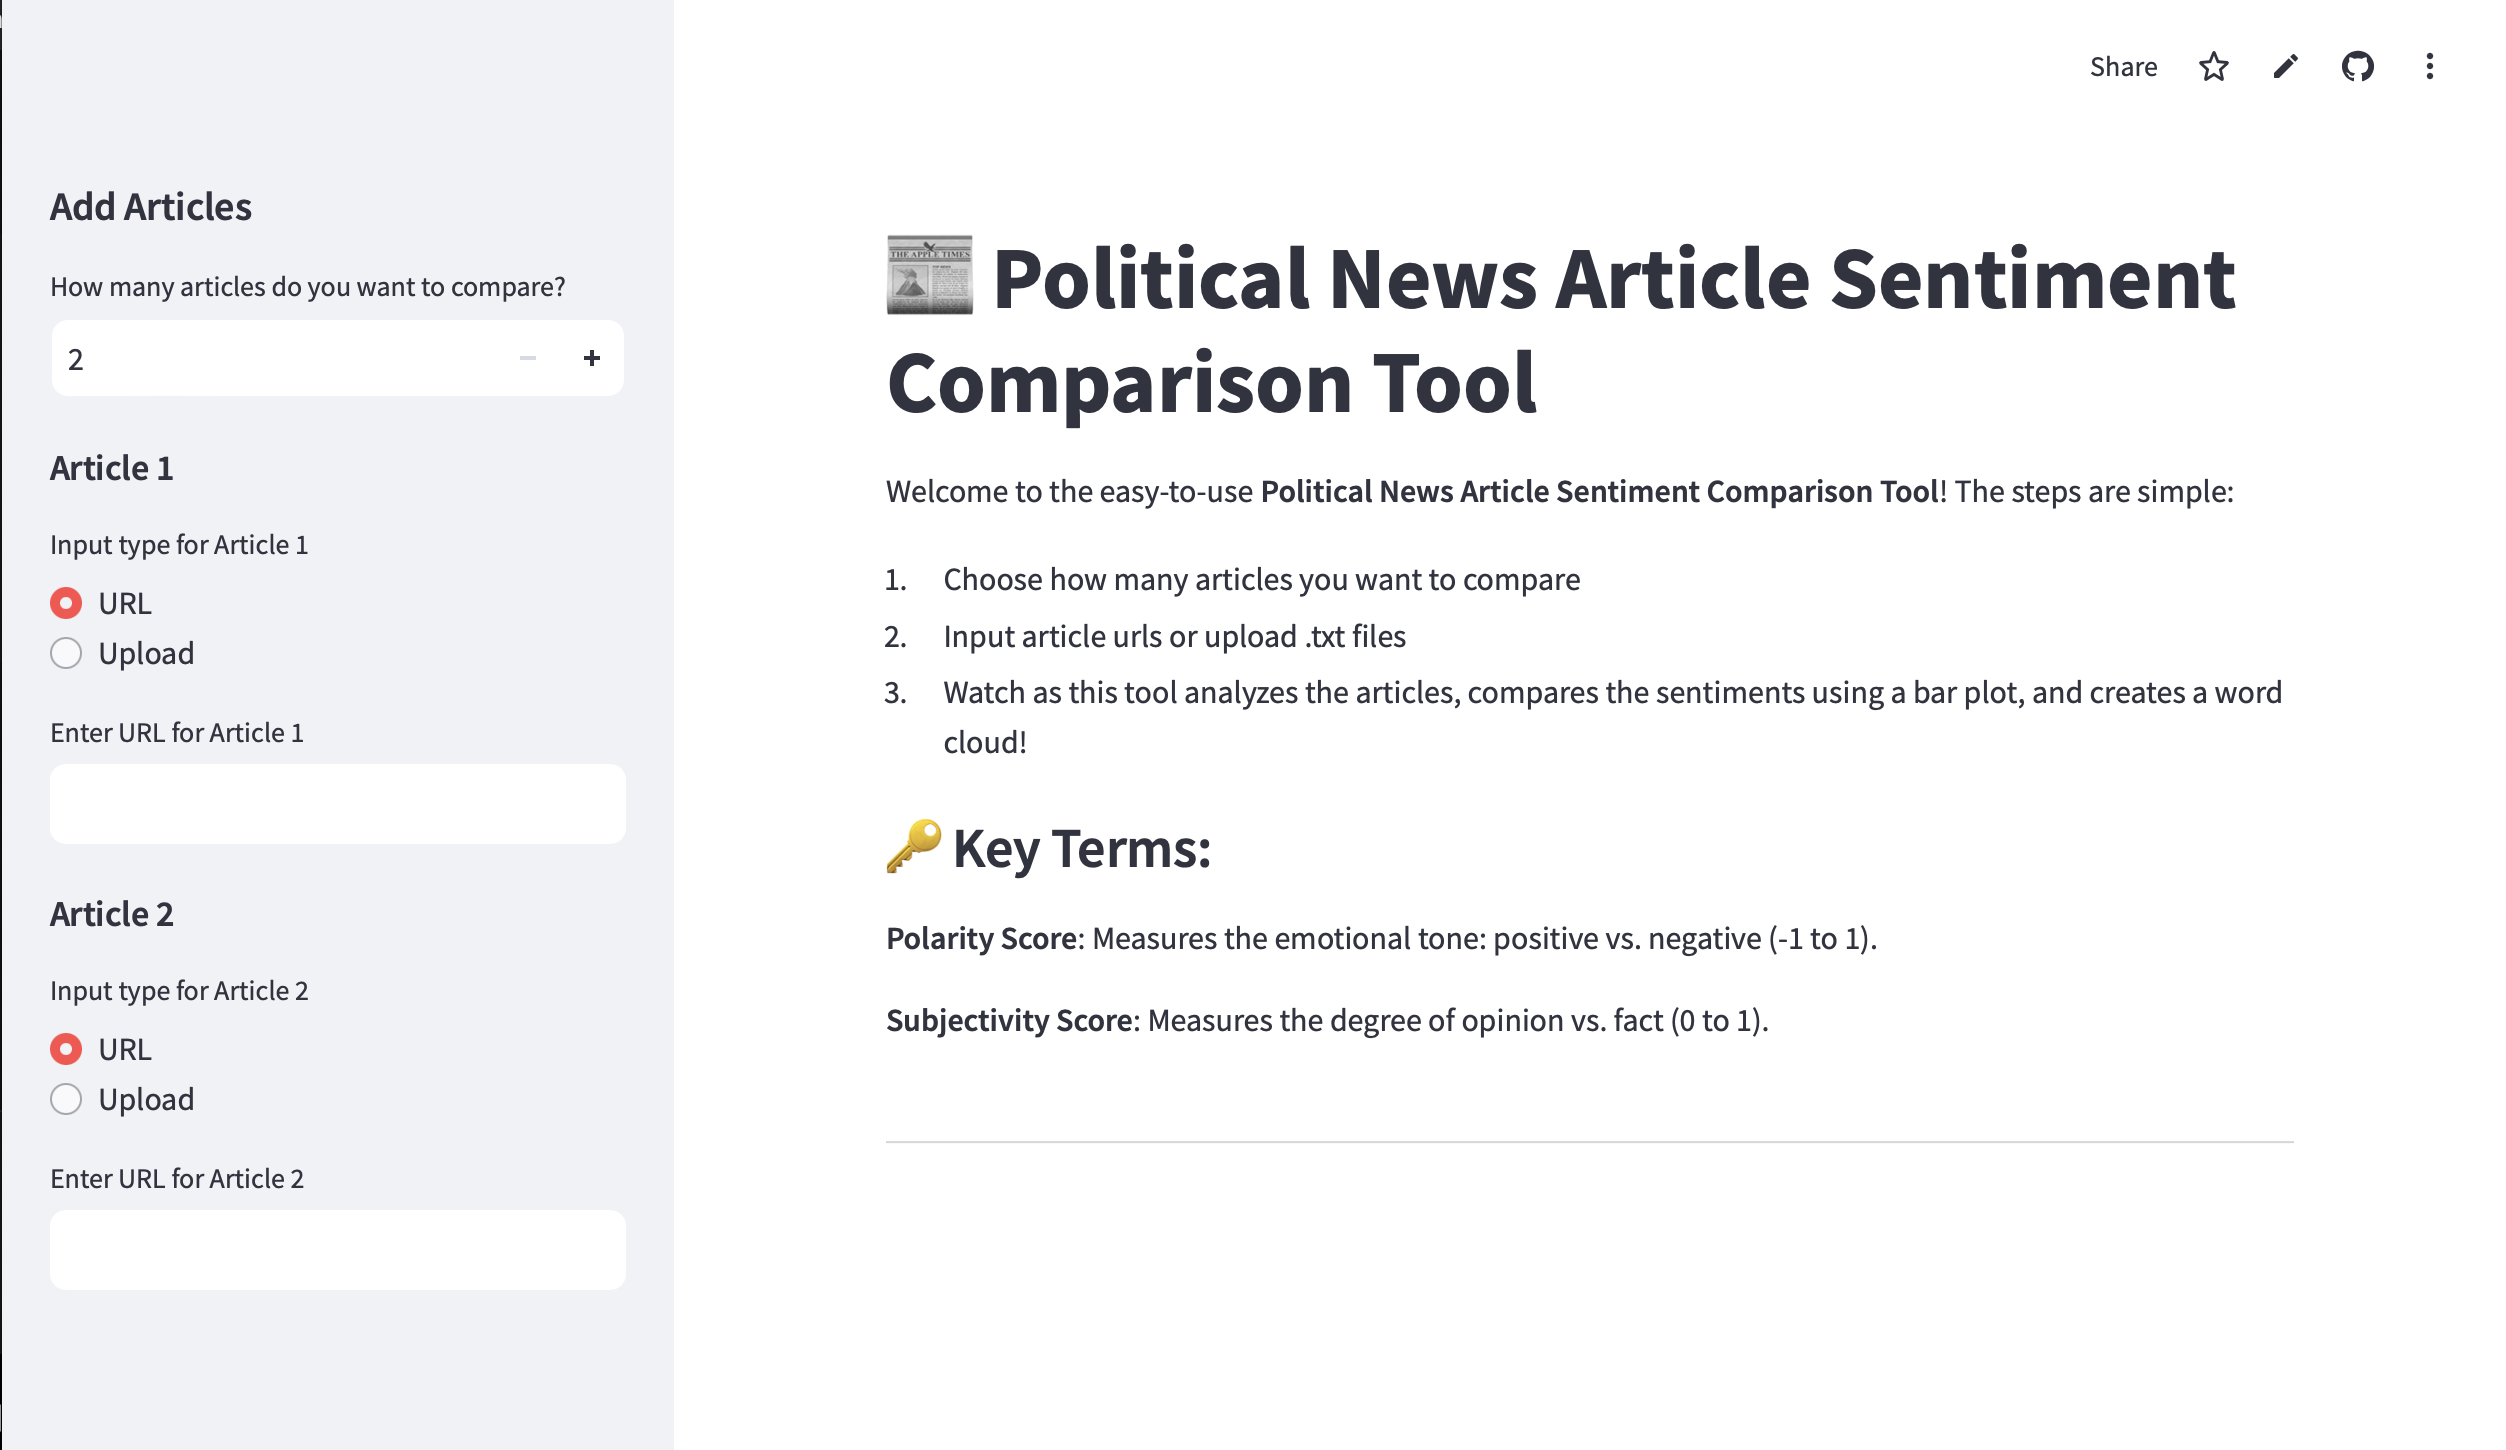 Share
Add Articles
How many articles do you want to compare?
2
Article 1
Input type for Article 1
URL
Upload
Enter URL for Article 1
Article 2
Input type for Article 2
URL
Upload
Enter URL for Article 2
THE APPLE TIMES
Political News Article Sentiment
Comparison Tool
Welcome to the easy-to-use Political News Article Sentiment Comparison Tool! The steps are simple:
1. Choose how many articles you want to compare
2. Input article urls or upload .txt files
3. Watch as this tool analyzes the articles, compares the sentiments using a bar plot, and creates a word
cloud!
Key Terms:
Polarity Score: Measures the emotional tone: positive vs. negative (-1 to 1).
Subjectivity Score: Measures the degree of opinion vs. fact (0 to 1).